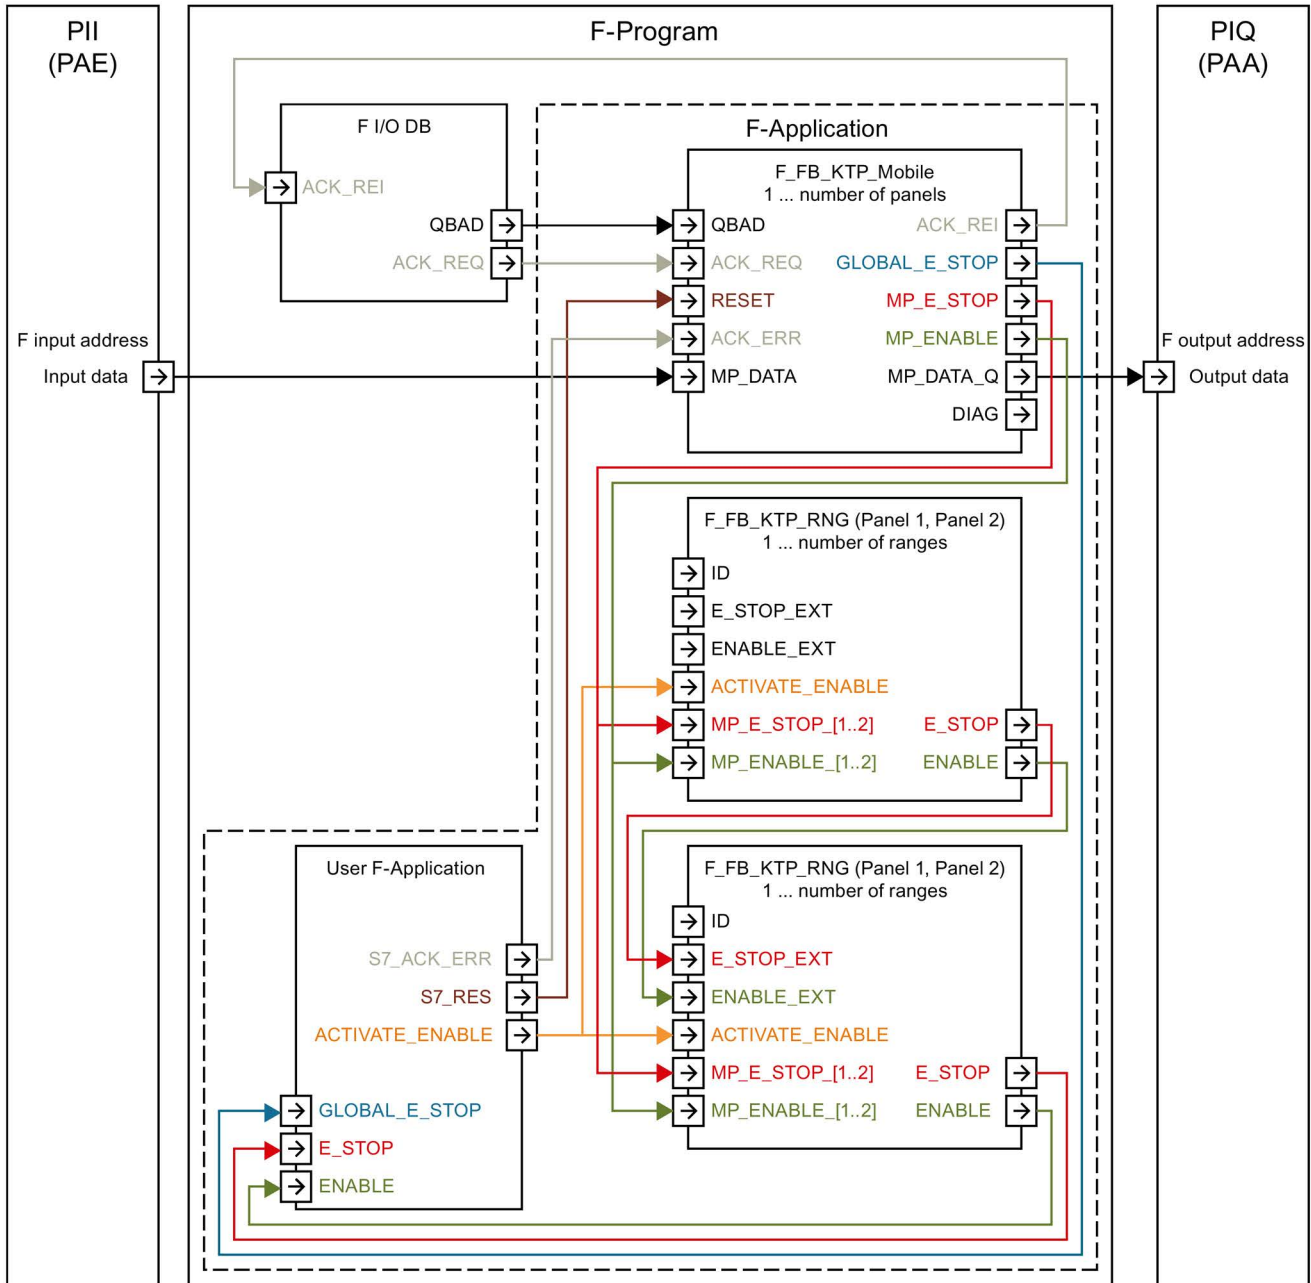 PII
(PAE)
F-Program
PIQ
(PAA)
F I/O DB
ACK_REI
QBAD
ACK_REQ
F-Application
F_FB_KTP_Mobile
1 ... number of panels
QBAD
ACK_REI
ACK_REQ
GLOBAL_E_STOP
RESET
MP_E_STOP
ACK_ERR
MP_ENABLE
MP_DATA
MP_DATA_Q
DIAG
F input address
Input data
F output address
Output data
F_FB_KTP_RNG (Panel 1, Panel 2)
1 ... number of ranges
ID
E_STOP_EXT
ENABLE_EXT
ACTIVATE_ENABLE
MP_E_STOP_[1..2]
E_STOP
MP_ENABLE_[1..2]
ENABLE
User F-Application
S7_ACK_ERR
S7_RES
ACTIVATE_ENABLE
GLOBAL_E_STOP
E_STOP
ENABLE
F_FB_KTP_RNG (Panel 1, Panel 2)
1 ... number of ranges
ID
E_STOP_EXT
ENABLE_EXT
ACTIVATE_ENABLE
MP_E_STOP_[1..2]
E_STOP
MP_ENABLE_[1..2]
ENABLE